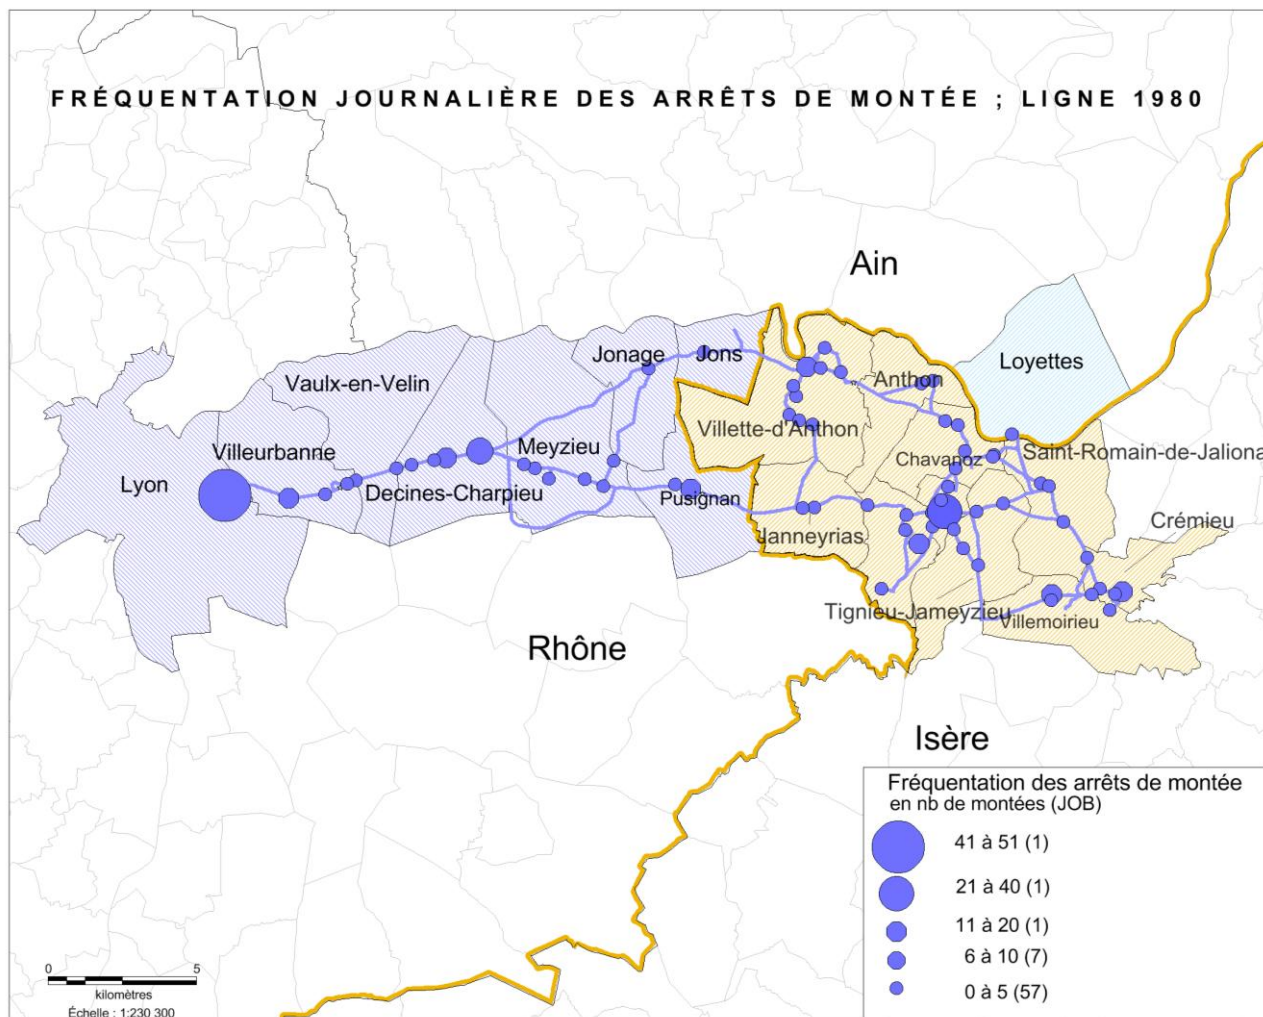 FRÉQUENTATION JOURNALIÈRE DES ARRÊTS DE MONTÉE ; LIGNE 1980
Ain
Loyettes
Jonage
Jons
Anthon
Vaulx-en-Velin
Villette-d'Anthon
Villeurbanne
Meyzieu
Chavanoz
Saint-Romain-de-Jaliona
Lyon
Decines-Charpieu
Pusignan
Crémieu
Janneyrias
Tignieu-Jameyzieu
Villemoirieu
Rhône
Isère
Fréquentation des arrêts de montée
en nb de montées (JOB)
41 à 51 (1)
21 à 40 (1)
11 à 20 (1)
6 à 10 (7)
0 à 5 (57)
0 5
kilomètres
Échelle : 1:230 300